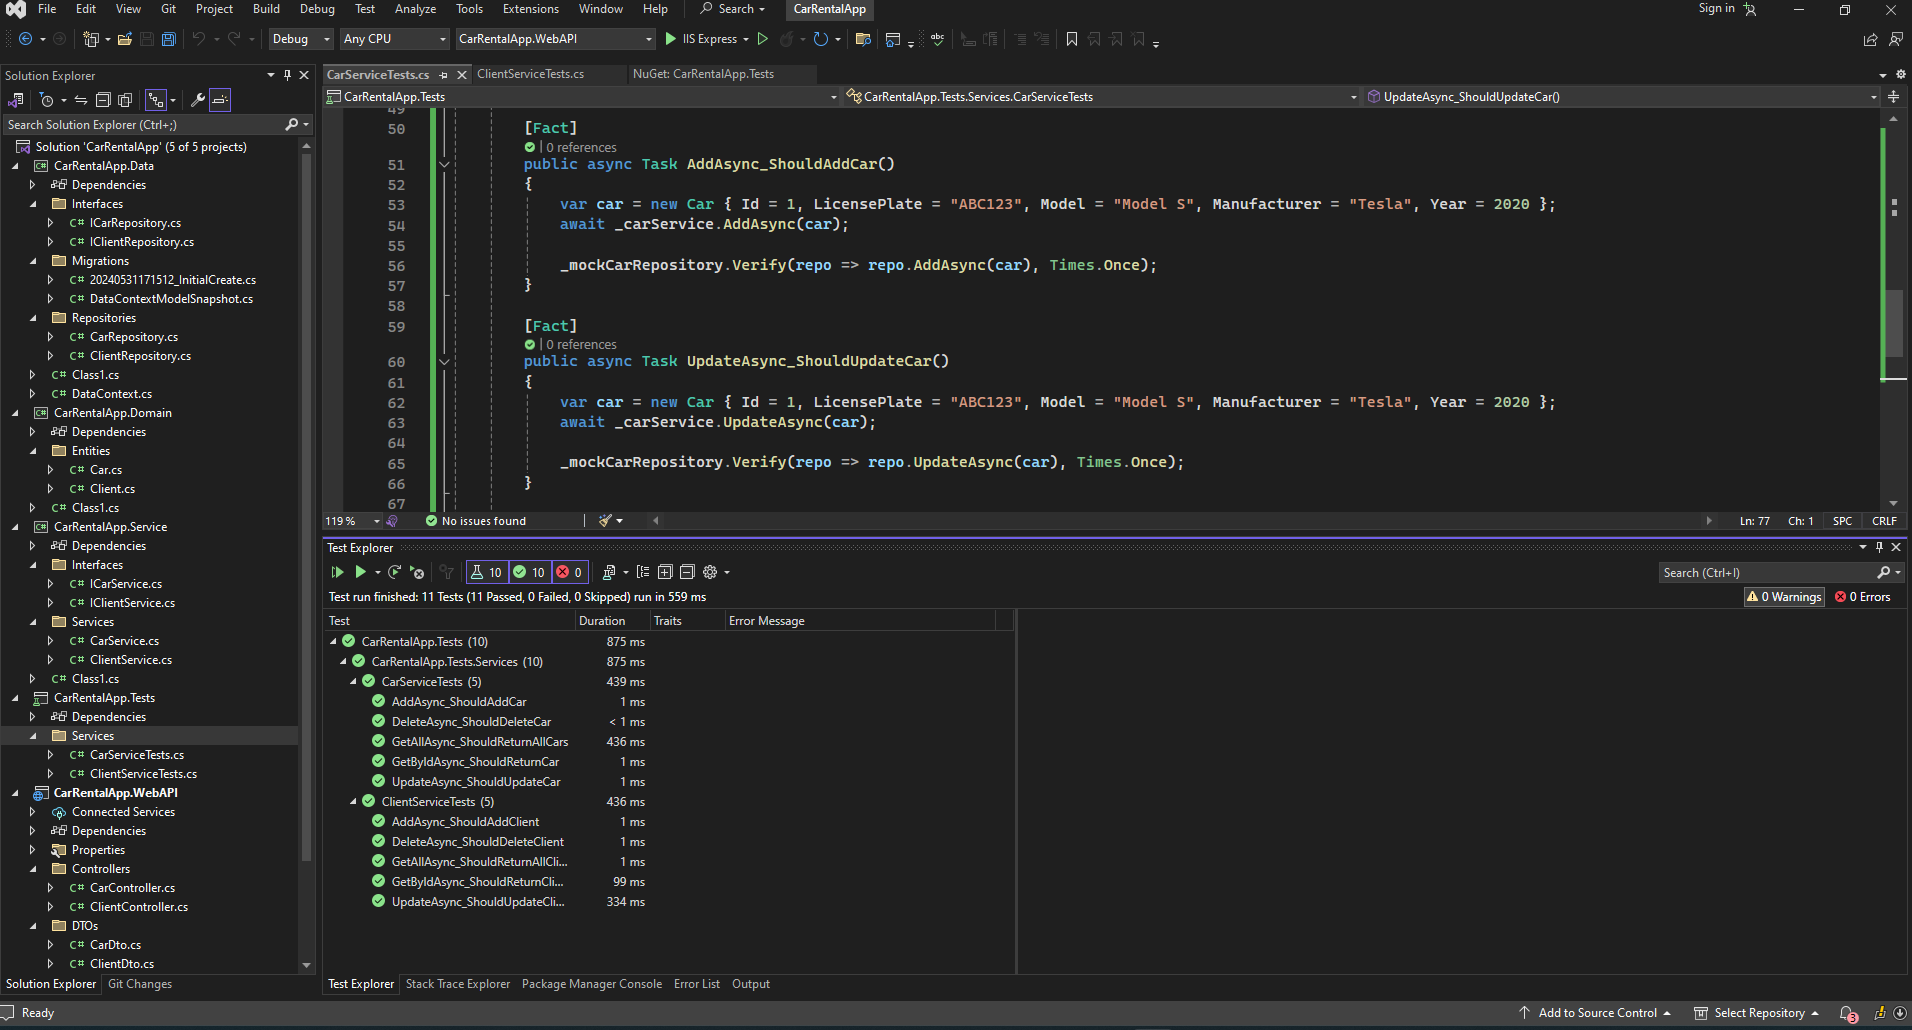 File Edit View Git Project Build Debug Test Analyze Tools Extensions Window Help Search CarRentalApp Sign in
Debug Any CPU CarRentalApp.WebAPI IIS Express
Solution Explorer
Search Solution Explorer (Ctrl+;)
Solution 'CarRentalApp' (5 of 5 projects)
CarRentalApp.Data
Dependencies
Interfaces
C# ICarRepository.cs
C# IClientRepository.cs
Migrations
C# 20240531171512_InitialCreate.cs
C# DataContextModelSnapshot.cs
Repositories
C# CarRepository.cs
C# ClientRepository.cs
C# Class1.cs
C# DataContext.cs
CarRentalApp.Domain
Dependencies
Entities
C# Car.cs
C# Client.cs
C# Class1.cs
CarRentalApp.Service
Dependencies
Interfaces
C# ICarService.cs
C# IClientService.cs
Services
C# CarService.cs
C# ClientService.cs
C# Class1.cs
CarRentalApp.Tests
Dependencies
Services
C# CarServiceTests.cs
C# ClientServiceTests.cs
CarRentalApp.WebAPI
Connected Services
Dependencies
Properties
Controllers
C# CarController.cs
C# ClientController.cs
DTOs
C# CarDto.cs
C# ClientDto.cs
Solution Explorer Git Changes
CarServiceTests.cs ClientServiceTests.cs NuGet: CarRentalApp.Tests
CarRentalApp.Tests CarRentalApp.Tests.Services.CarServiceTests UpdateAsync_ShouldUpdateCar()
49
50 [Fact]
0 references
51 public async Task AddAsync_ShouldAddCar()
52 {
53 var car = new Car { Id = 1, LicensePlate = "ABC123", Model = "Model S", Manufacturer = "Tesla", Year = 2020 };
54 await _carService.AddAsync(car);
55
56 _mockCarRepository.Verify(repo => repo.AddAsync(car), Times.Once);
57 }
58
59 [Fact]
0 references
60 public async Task UpdateAsync_ShouldUpdateCar()
61 {
62 var car = new Car { Id = 1, LicensePlate = "ABC123", Model = "Model S", Manufacturer = "Tesla", Year = 2020 };
63 await _carService.UpdateAsync(car);
64
65 _mockCarRepository.Verify(repo => repo.UpdateAsync(car), Times.Once);
66 }
67
119 % No issues found Ln: 77 Ch: 1 SPC CRLF
Test Explorer
10 10 0 Search (Ctrl+I)
Test run finished: 11 Tests (11 Passed, 0 Failed, 0 Skipped) run in 559 ms 0 Warnings 0 Errors
Test Duration Traits Error Message
CarRentalApp.Tests (10) 875 ms
CarRentalApp.Tests.Services (10) 875 ms
CarServiceTests (5) 439 ms
AddAsync_ShouldAddCar 1 ms
DeleteAsync_ShouldDeleteCar < 1 ms
GetAllAsync_ShouldReturnAllCars 436 ms
GetByIdAsync_ShouldReturnCar 1 ms
UpdateAsync_ShouldUpdateCar 1 ms
ClientServiceTests (5) 436 ms
AddAsync_ShouldAddClient 1 ms
DeleteAsync_ShouldDeleteClient 1 ms
GetAllAsync_ShouldReturnAllCli... 1 ms
GetByIdAsync_ShouldReturnCli... 99 ms
UpdateAsync_ShouldUpdateCli... 334 ms
Test Explorer Stack Trace Explorer Package Manager Console Error List Output
Ready Add to Source Control Select Repository 3